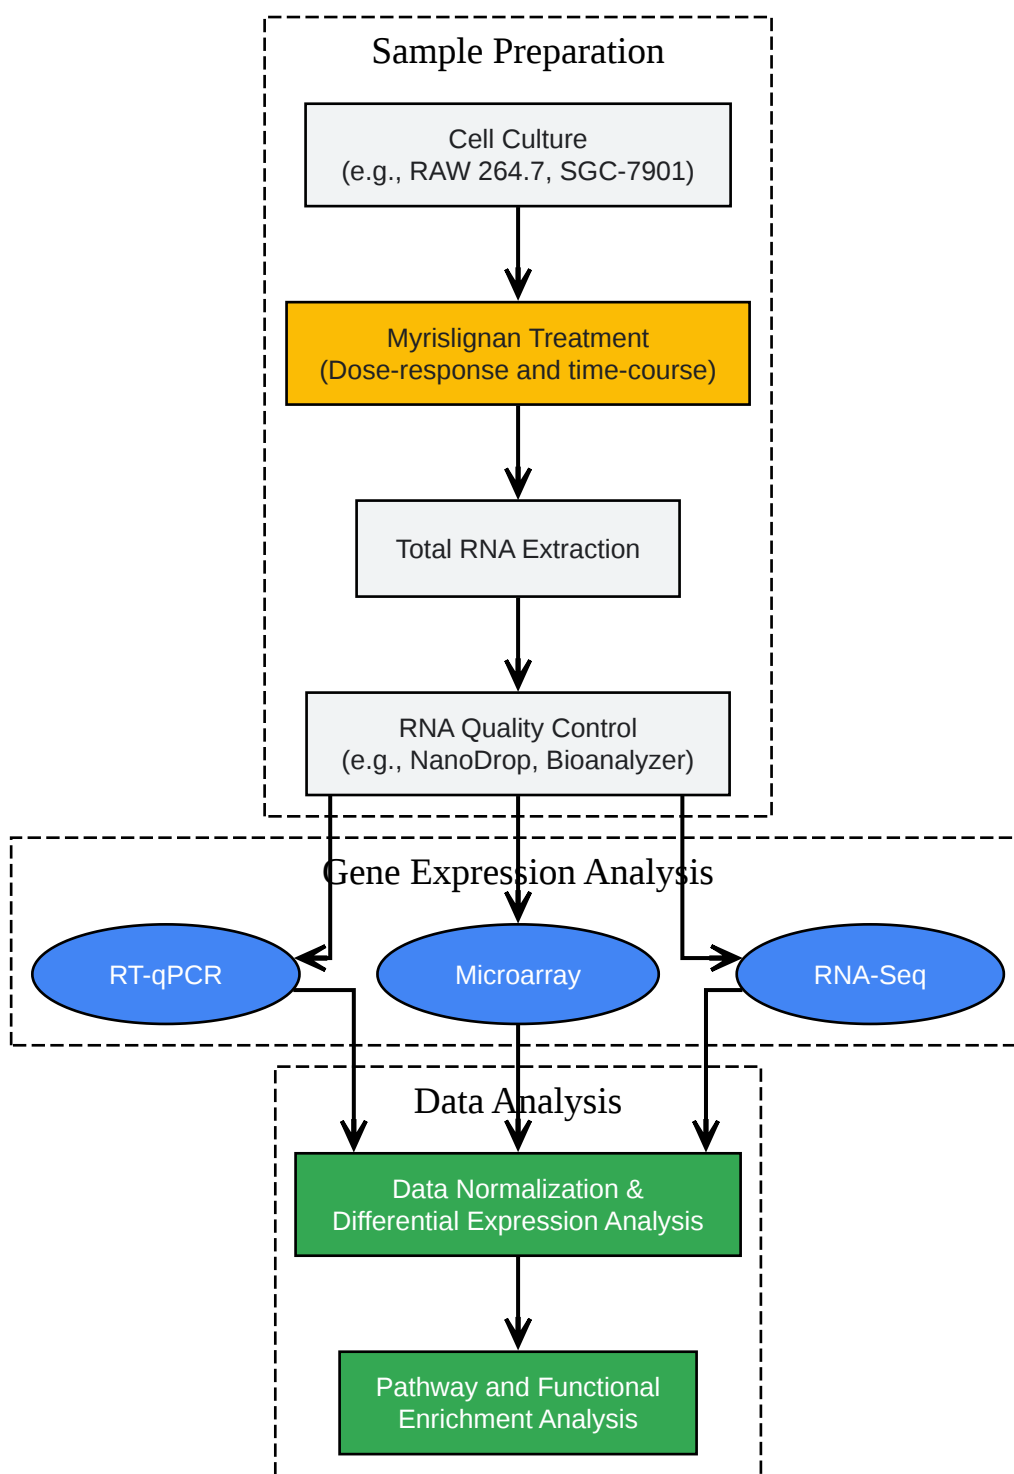 Sample Preparation
Cell Culture
(e.g., RAW 264.7, SGC-7901)
Myrislignan Treatment
(Dose-response and time-course)
Total RNA Extraction
RNA Quality Control
(e.g., NanoDrop, Bioanalyzer)
Gene Expression Analysis
RT-qPCR
Microarray
RNA-Seq
Data Analysis
Data Normalization &
Differential Expression Analysis
Pathway and Functional
Enrichment Analysis